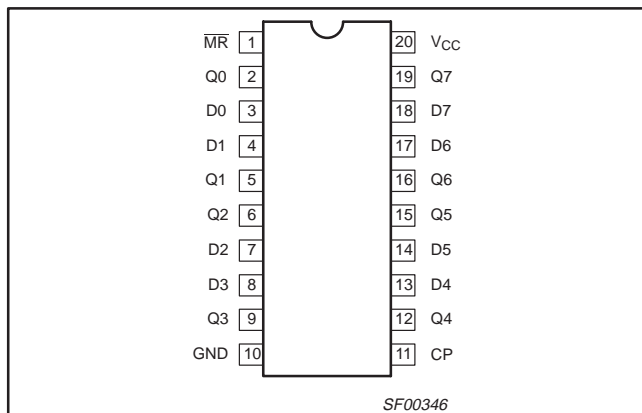 M̅R̅ 1 20 VCC
Q0 2 19 Q7
D0 3 18 D7
D1 4 17 D6
Q1 5 16 Q6
Q2 6 15 Q5
D2 7 14 D5
D3 8 13 D4
Q3 9 12 Q4
GND 10 11 CP
SF00346